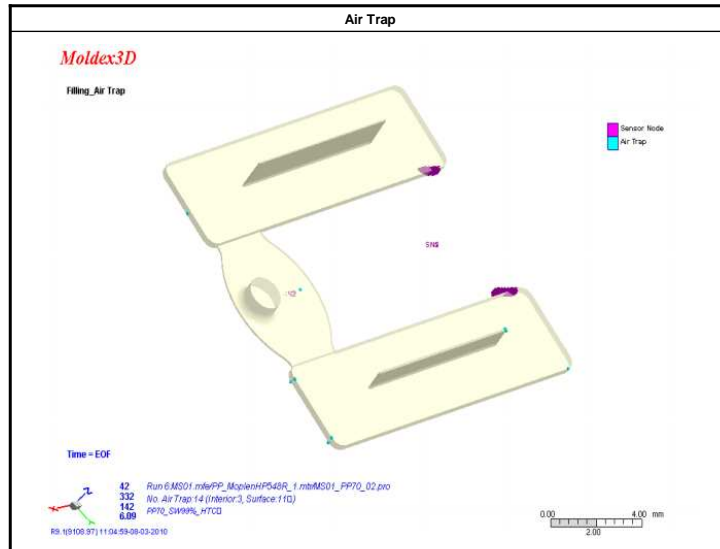 Air Trap
Moldex3D
Filling_Air Trap
Sensor Node
Air Trap
Time = EOF
42
332
142
6.09
Run 6:MS01.mfe/PP_MoplenHP548R_1.mtr/MS01_PP70_02.pro
No. Air Trap:14 (Interior:3, Surface:11)
PP70_SW99%_HTC
R9.1(9108.97) 11:04:59-08-03-2010
0.00 4.00 mm
2.00